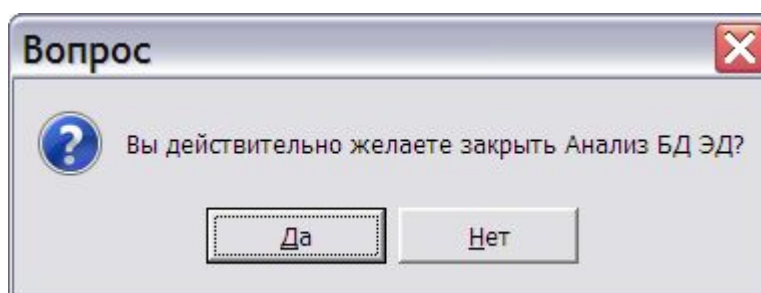 Вопрос
Вы действительно желаете закрыть Анализ БД ЭД?
Да
Нет